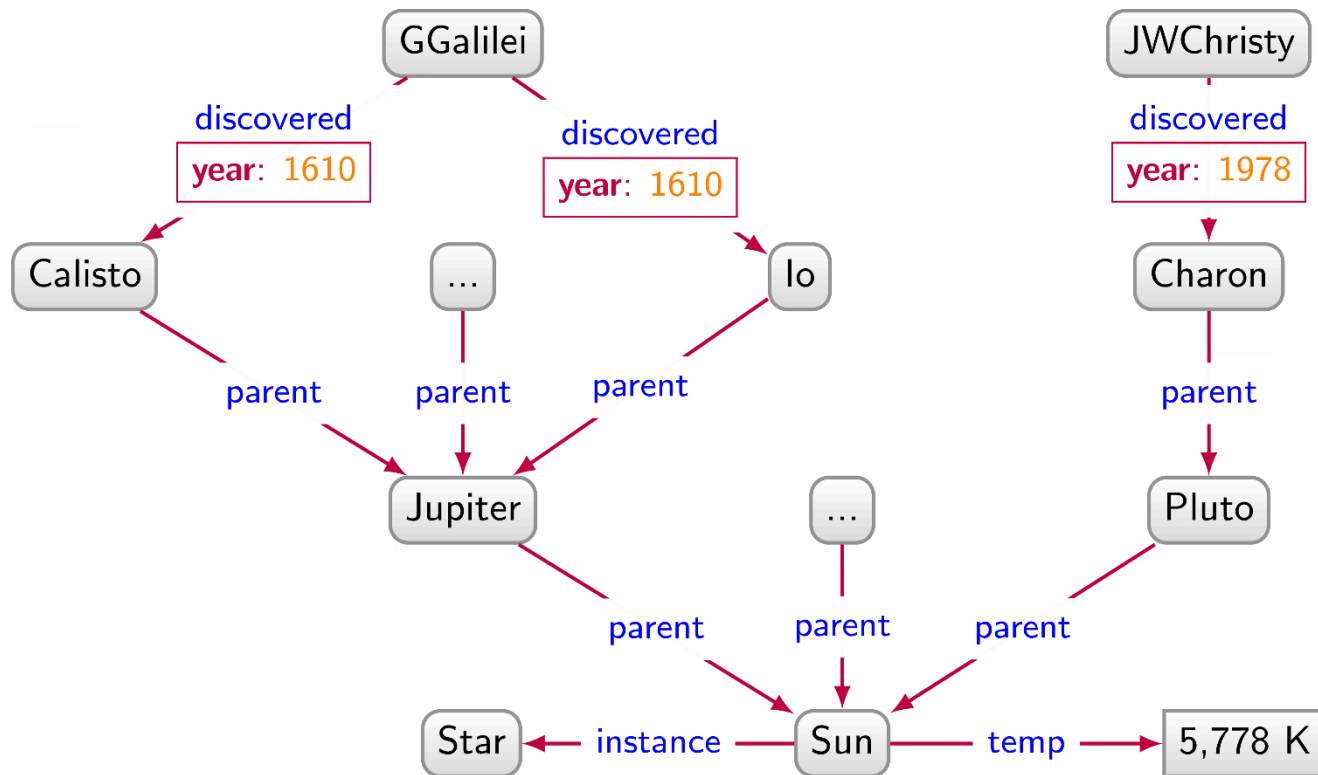 GGalilei
JWChristy
discovered
discovered
discovered
year: 1610
year: 1610
year: 1978
Calisto
...
Io
Charon
parent
parent
parent
parent
Jupiter
...
Pluto
parent
parent
parent
Star
instance
Sun
temp
5,778 K